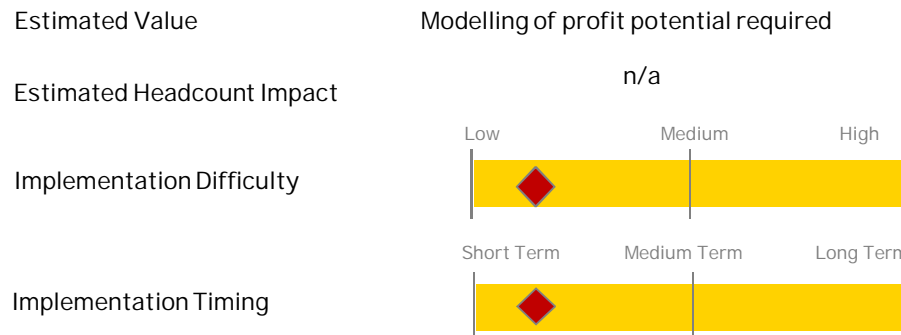 Estimated Value
Modelling of profit potential required
n/a
Estimated Headcount Impact
Low Medium High
Implementation Difficulty
Short Term Medium Term Long Term
Implementation Timing